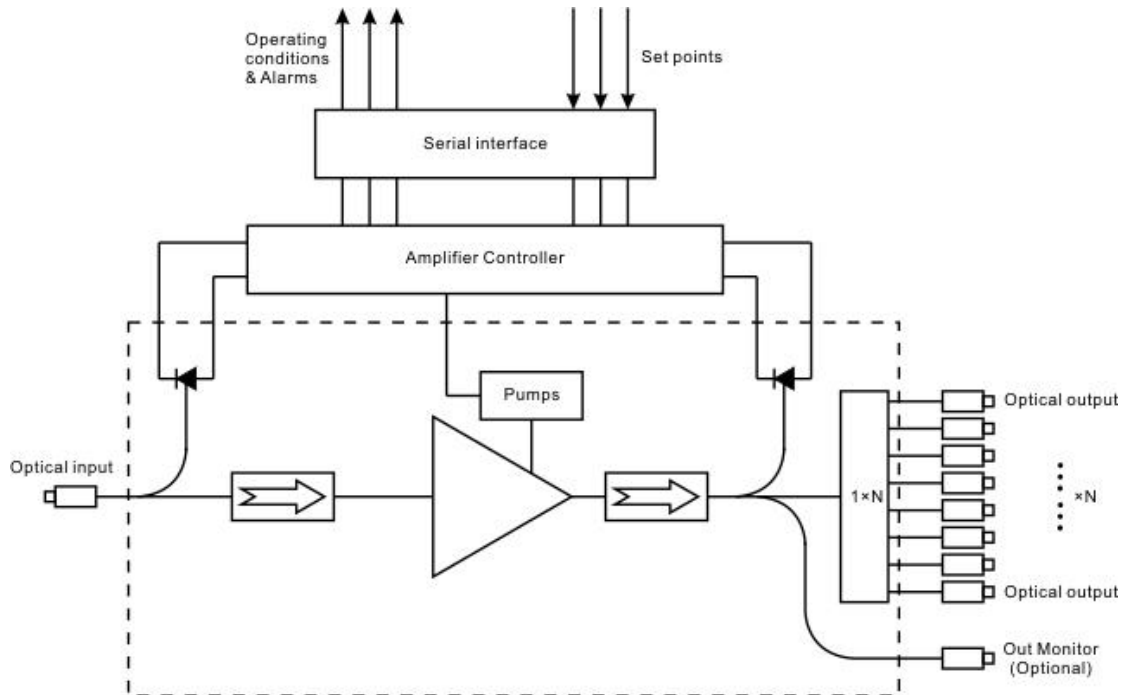 Operating
conditions
& Alarms
Set points
Serial interface
Amplifier Controller
Pumps
Optical input
1×N
Optical output
×N
Optical output
Out Monitor
(Optional)